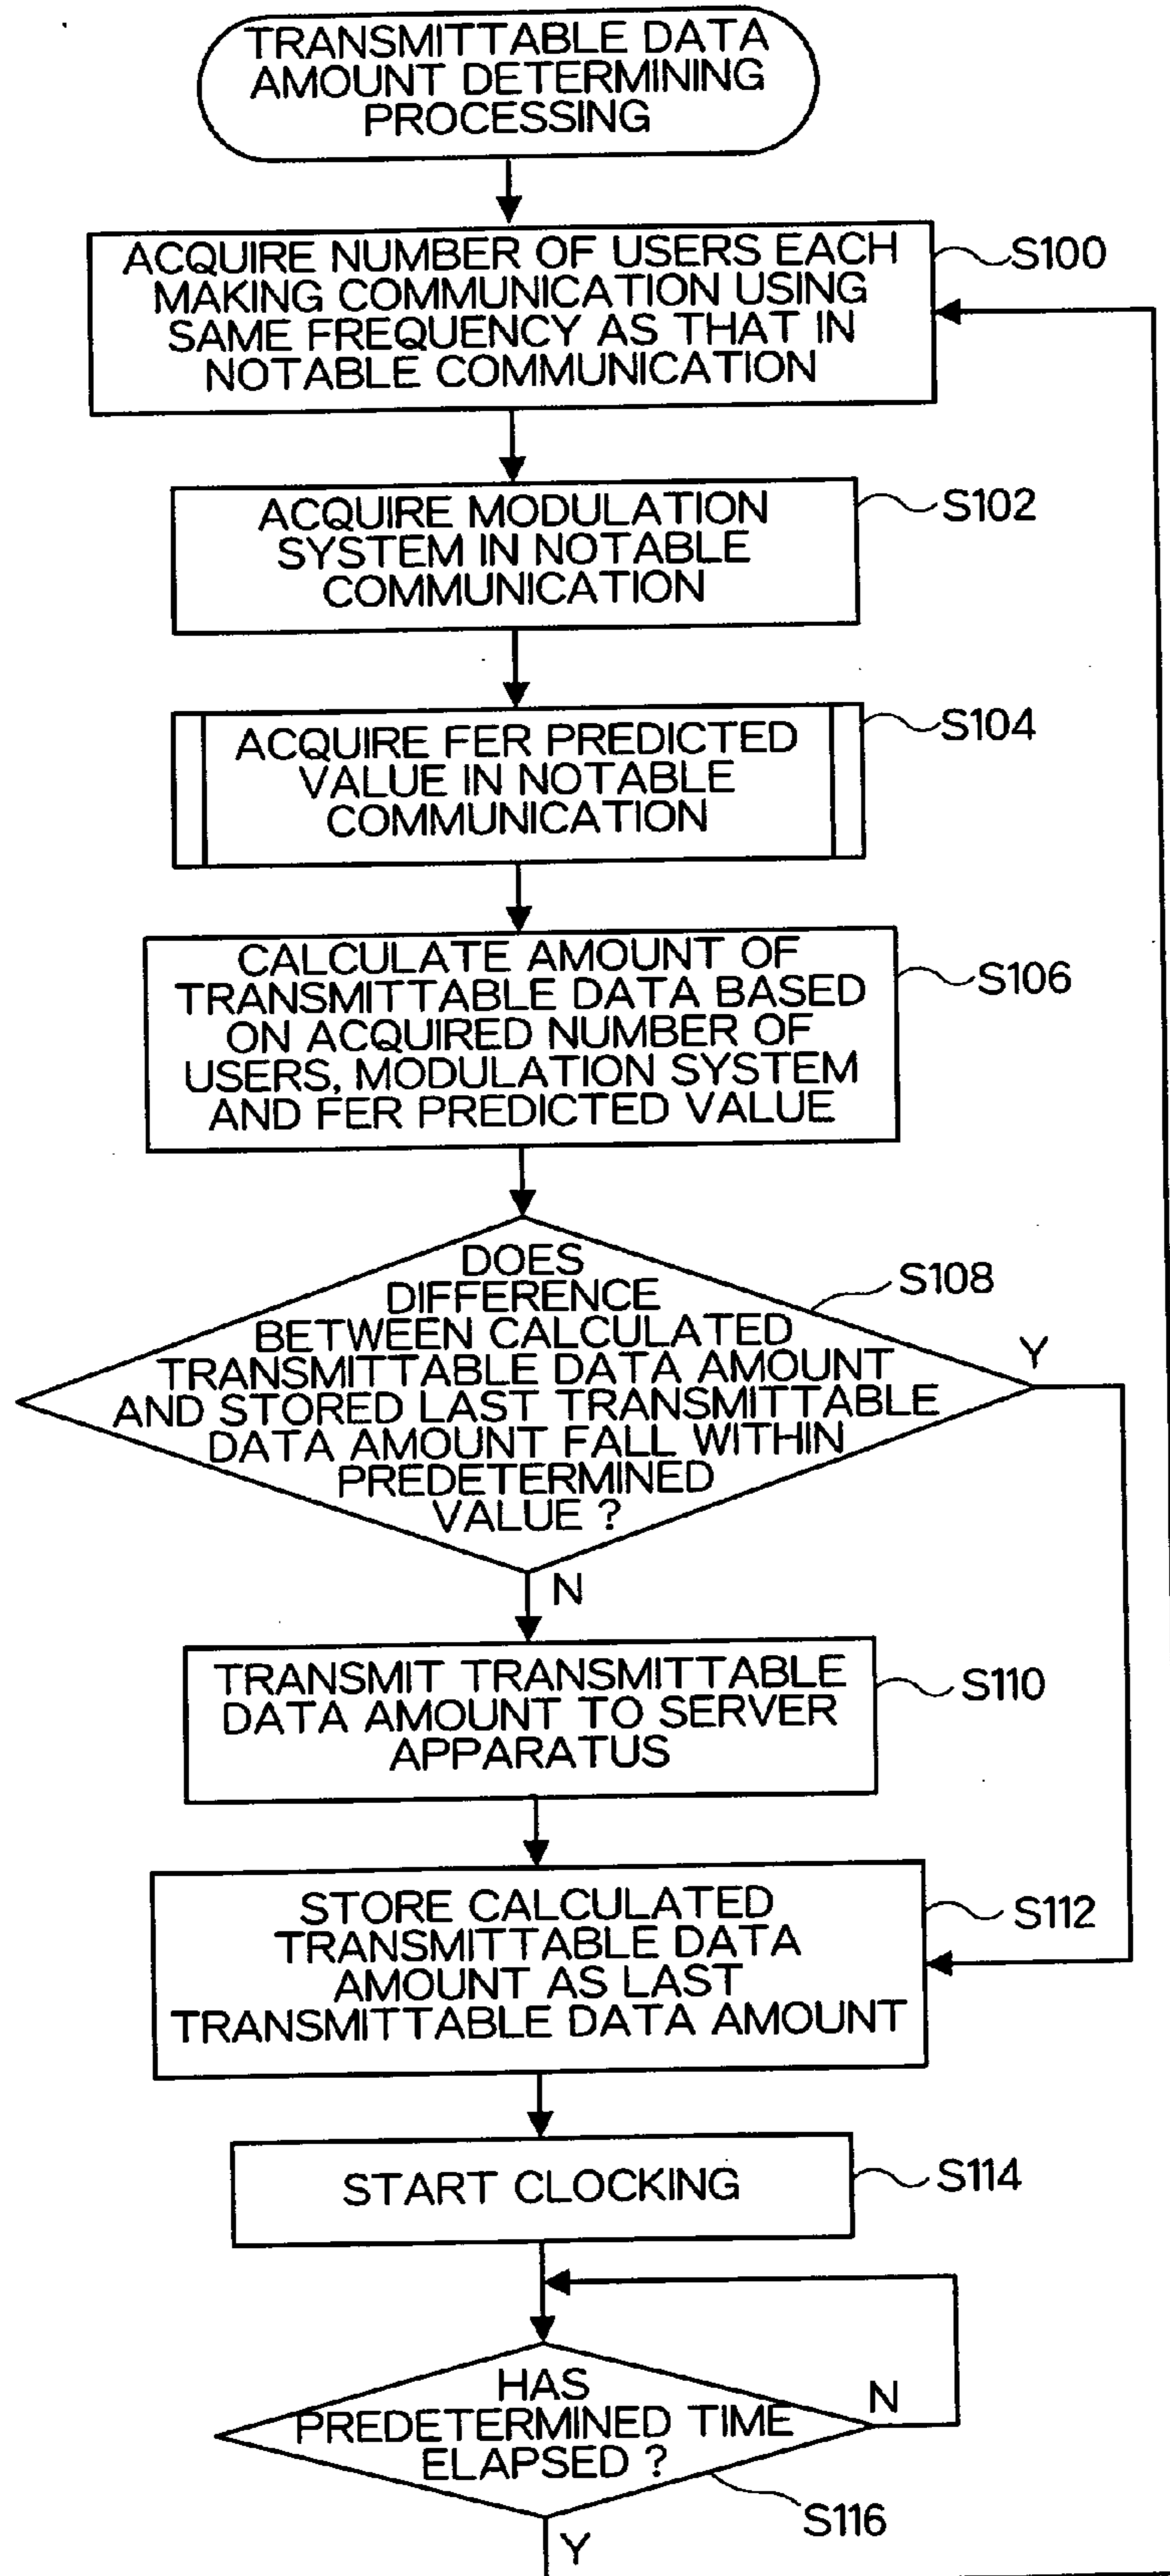 TRANSMITTABLE DATA
AMOUNT DETERMINING
PROCESSING
ACQUIRE NUMBER OF USERS EACH
MAKING COMMUNICATION USING
SAME FREQUENCY AS THAT IN
NOTABLE COMMUNICATION
S100
ACQUIRE MODULATION
SYSTEM IN NOTABLE
COMMUNICATION
S102
ACQUIRE FER PREDICTED
VALUE IN NOTABLE
COMMUNICATION
S104
CALCULATE AMOUNT OF
TRANSMITTABLE DATA BASED
ON ACQUIRED NUMBER OF
USERS, MODULATION SYSTEM
AND FER PREDICTED VALUE
S106
DOES
DIFFERENCE
BETWEEN CALCULATED
TRANSMITTABLE DATA AMOUNT
AND STORED LAST TRANSMITTABLE
DATA AMOUNT FALL WITHIN
PREDETERMINED
VALUE ?
S108
Y
N
TRANSMIT TRANSMITTABLE
DATA AMOUNT TO SERVER
APPARATUS
S110
STORE CALCULATED
TRANSMITTABLE DATA
AMOUNT AS LAST
TRANSMITTABLE DATA AMOUNT
S112
START CLOCKING
S114
HAS
PREDETERMINED TIME
ELAPSED ?
N
S116
Y